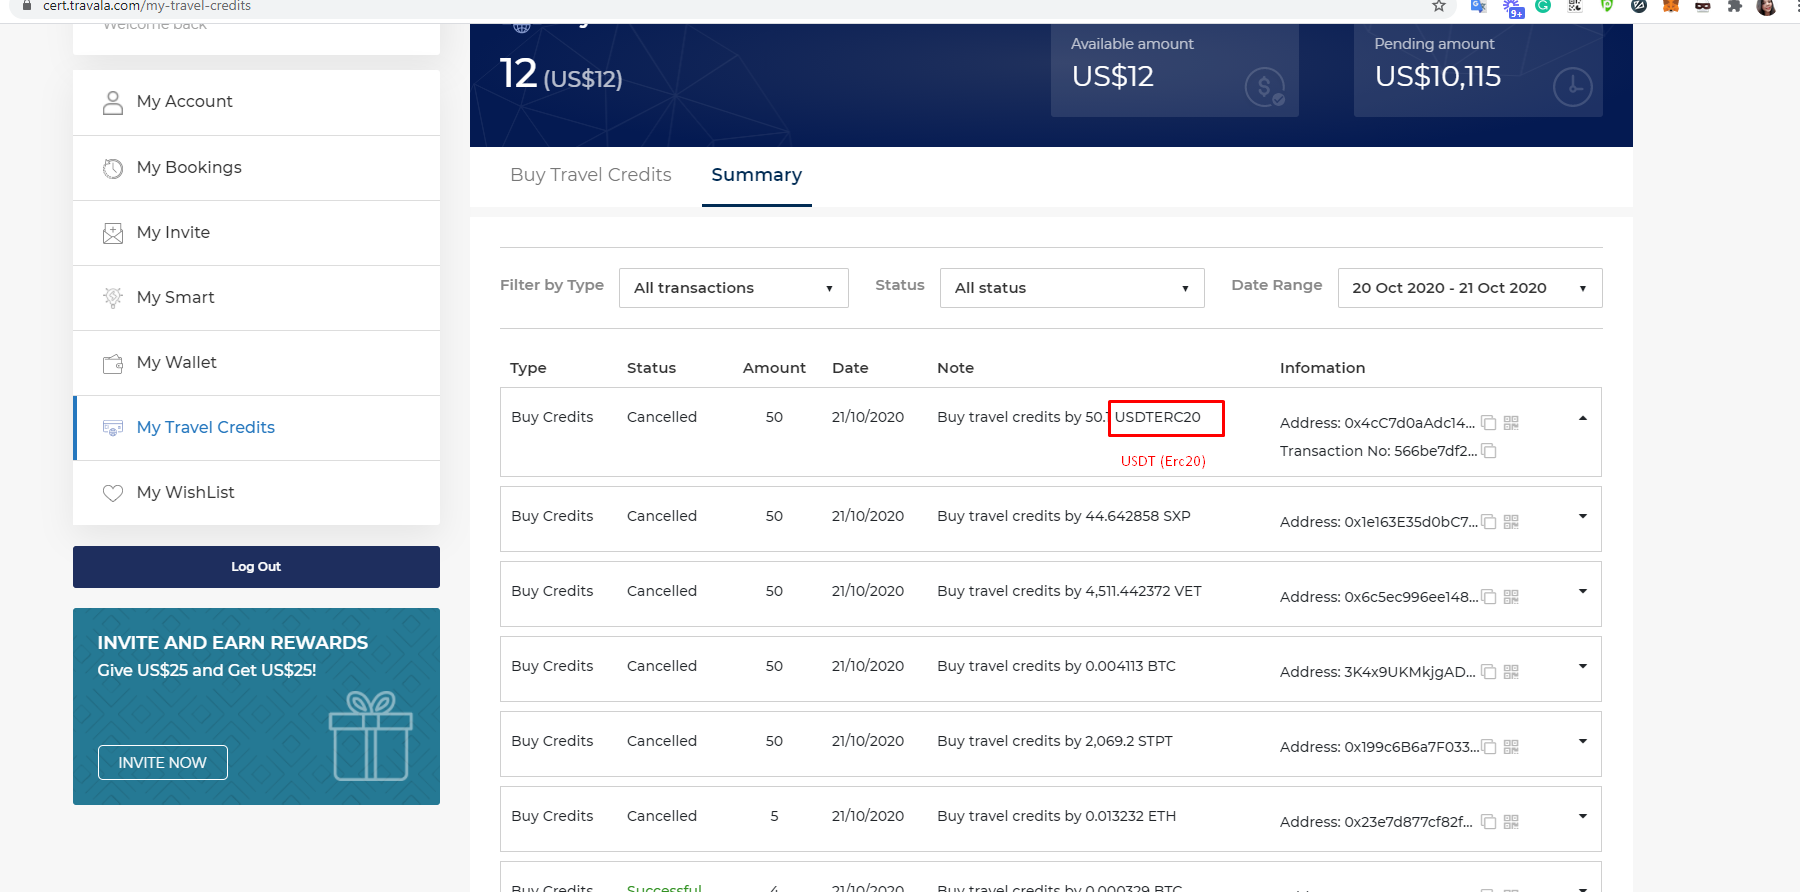 cert.travala.com/my-travel-credits
9+
Welcome back
My Account
My Bookings
My Invite
My Smart
My Wallet
My Travel Credits
My WishList
Log Out
INVITE AND EARN REWARDS
Give US$25 and Get US$25!
INVITE NOW
12 (US$12)
Available amount
US$12
Pending amount
US$10,115
Buy Travel Credits Summary
Filter by Type All transactions Status All status Date Range 20 Oct 2020 - 21 Oct 2020
Type Status Amount Date Note Infomation
Buy Credits Cancelled 50 21/10/2020 Buy travel credits by 50. USDTERC20 Address: 0x4cC7d0aAdc14...
Transaction No: 566be7df2...
USDT (Erc20)
Buy Credits Cancelled 50 21/10/2020 Buy travel credits by 44.642858 SXP Address: 0x1e163E35d0bC7...
Buy Credits Cancelled 50 21/10/2020 Buy travel credits by 4,511.442372 VET Address: 0x6c5ec996ee148...
Buy Credits Cancelled 50 21/10/2020 Buy travel credits by 0.004113 BTC Address: 3K4x9UKMkjgAD...
Buy Credits Cancelled 50 21/10/2020 Buy travel credits by 2,069.2 STPT Address: 0x199c6B6a7F033...
Buy Credits Cancelled 5 21/10/2020 Buy travel credits by 0.013232 ETH Address: 0x23e7d877cf82f...
Buy Credits Successful 4 21/10/2020 Buy travel credits by 0.000329 BTC